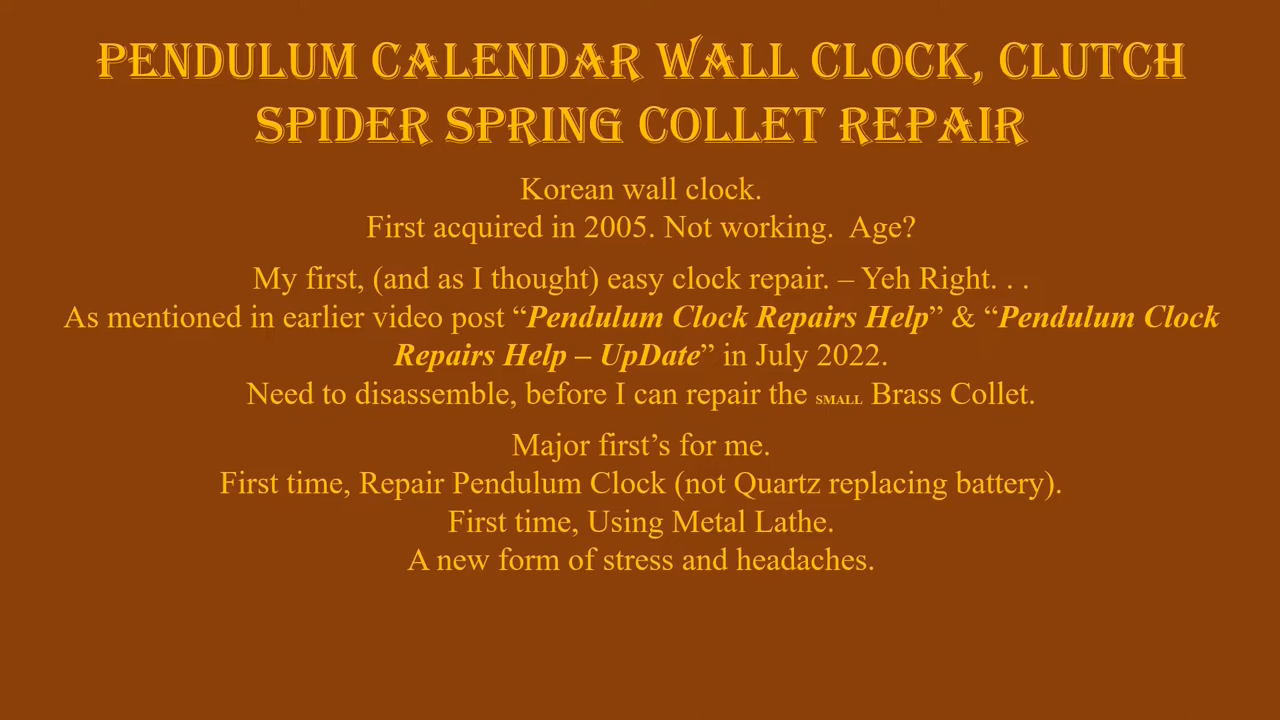 PENDULUM CALENDAR WALL CLOCK, CLUTCH
SPIDER SPRING COLLET REPAIR
Korean wall clock.
First acquired in 2005. Not working.  Age?
My first, (and as I thought) easy clock repair. – Yeh Right. . .
As mentioned in earlier video post “Pendulum Clock Repairs Help” & “Pendulum Clock
Repairs Help – UpDate” in July 2022.
Need to disassemble, before I can repair the SMALL Brass Collet.
Major first’s for me.
First time, Repair Pendulum Clock (not Quartz replacing battery).
First time, Using Metal Lathe.
A new form of stress and headaches.